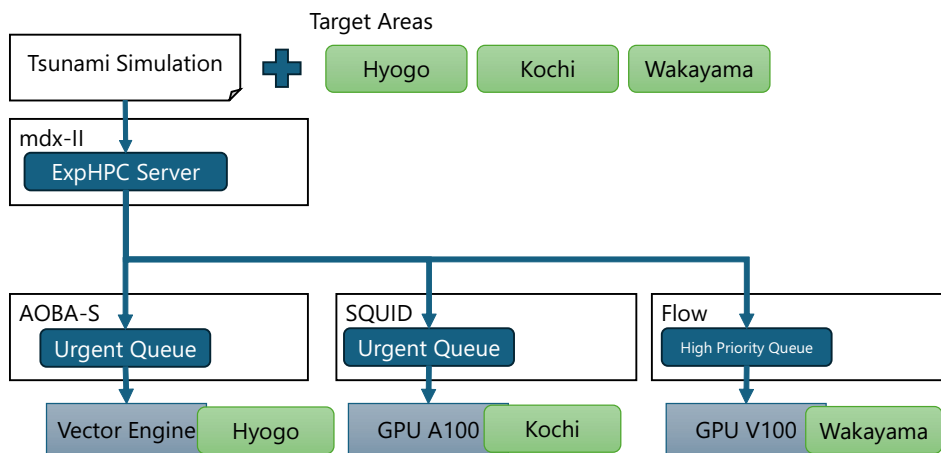 Target Areas
Tsunami Simulation
Hyogo
Kochi
Wakayama
mdx-II
ExpHPC Server
AOBA-S
Urgent Queue
SQUID
Urgent Queue
Flow
High Priority Queue
Vector Engine
Hyogo
GPU A100
Kochi
GPU V100
Wakayama